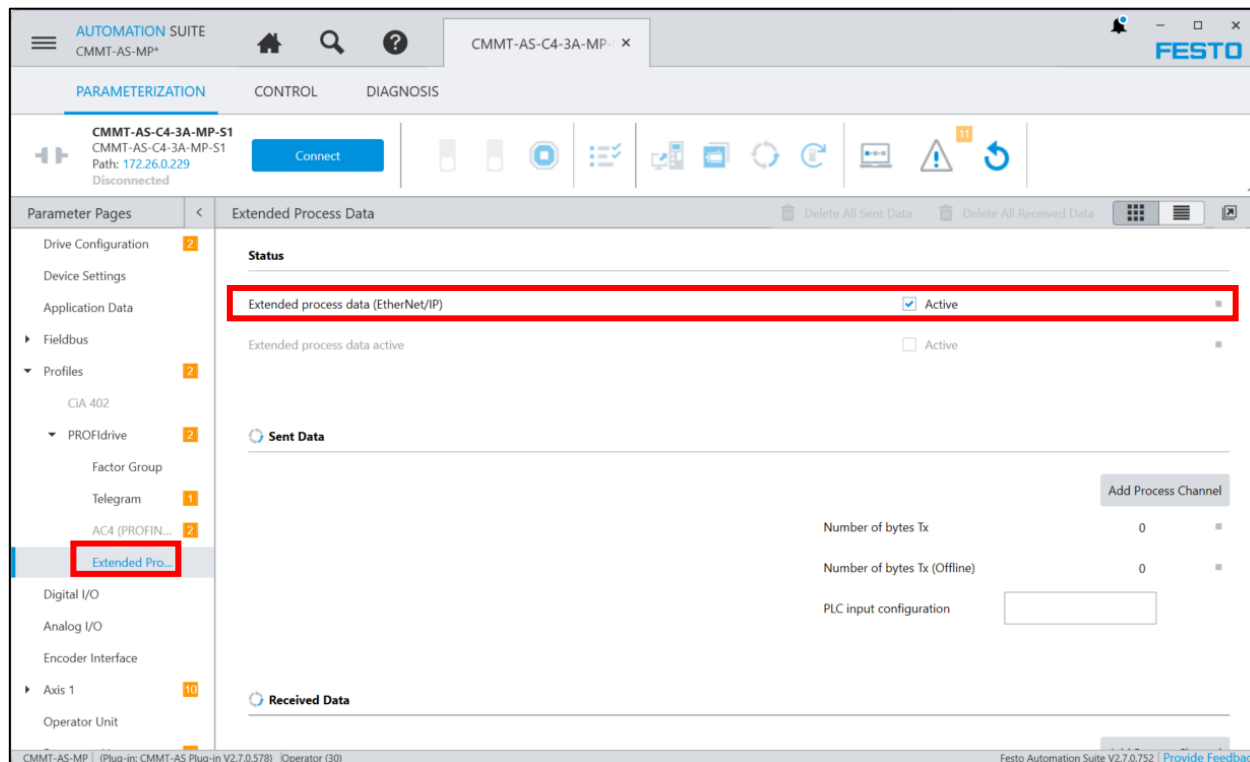 AUTOMATION SUITE
CMMT-AS-MP*
CMMT-AS-C4-3A-MP-
FESTO
PARAMETERIZATION
CONTROL
DIAGNOSIS
CMMT-AS-C4-3A-MP-S1
CMMT-AS-C4-3A-MP-S1
Path: 172.26.0.229
Disconnected
Connect
11
Parameter Pages
Extended Process Data
Delete All Sent Data
Delete All Received Data
Drive Configuration 2
Device Settings
Application Data
Fieldbus
Profiles 2
CiA 402
PROFIdrive 2
Factor Group
Telegram 1
AC4 (PROFIN... 2
Extended Pro...
Digital I/O
Analog I/O
Encoder Interface
Axis 1 10
Operator Unit
Status
Extended process data (EtherNet/IP) Active
Extended process data active Active
Sent Data
Add Process Channel
Number of bytes Tx 0
Number of bytes Tx (Offline) 0
PLC input configuration
Received Data
CMMT-AS-MP | (Plug-in: CMMT-AS Plug-in V2.7.0.578) Operator (30)
Festo Automation Suite V2.7.0.752 | Provide Feedbac